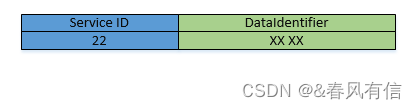 Service ID DataIdentifier
22 XX XX
CSDN @&春风有信